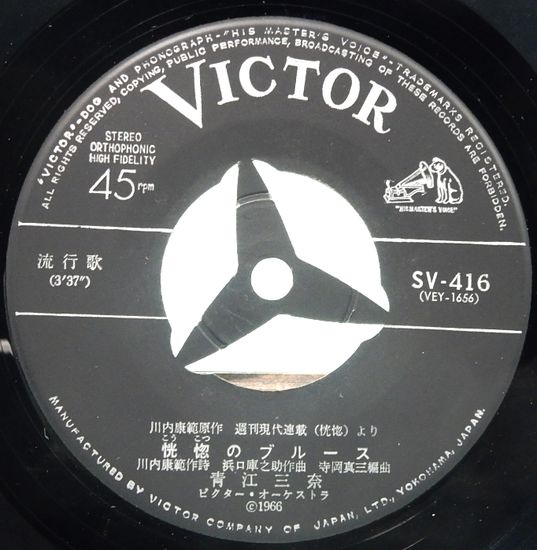 "VICTOR"-DOG AND PHONOGRAPH-"HIS MASTER'S VOICE"-TRADEMARKS REGISTERED.
ALL RIGHTS RESERVED, COPYING, PUBLIC PERFORMANCE, BROADCASTING OF THESE RECORDS ARE FORBIDDEN.
VICTOR
STEREO
ORTHOPHONIC
HIGH FIDELITY
45rpm
"HIS MASTER'S VOICE"
流行歌
(3'37")
SV-416
(VEY-1656)
川内康範原作 週刊現代連載(恍惚)より
こうこつ
恍惚のブルース
川内康範作詩 浜口庫之助作曲 寺岡真三編曲
青江三奈
ビクター・オーケストラ
©1966
MANUFACTURED BY VICTOR COMPANY OF JAPAN, LTD., YOKOHAMA, JAPAN.